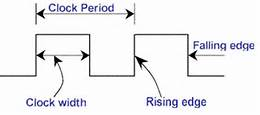 Clock Period
Falling edge
Clock width
Rising edge